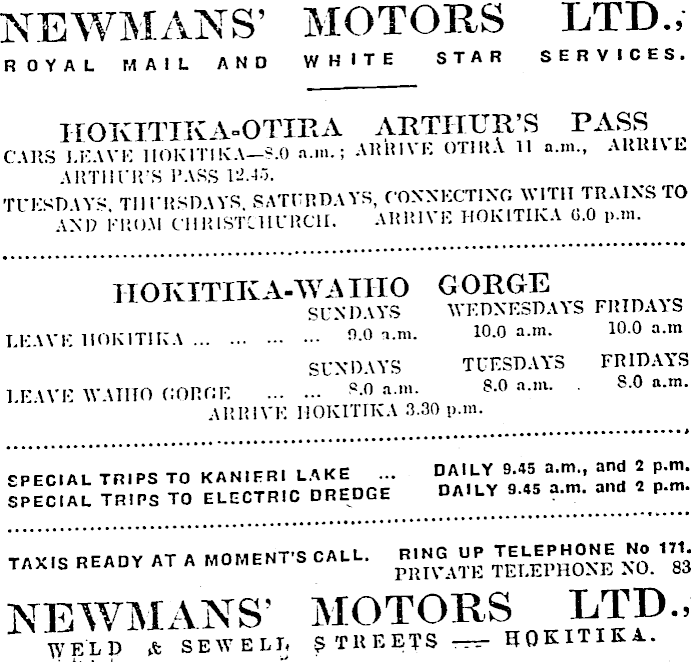 NEWMANS' MOTORS LTD.,
ROYAL MAIL AND WHITE STAR SERVICES.
HOKITIKA-OTIRA ARTHUR'S PASS
CARS LEAVE HOKITIKA—8.0 a.m.; ARRIVE OTIRA 11 a.m., ARRIVE
ARTHUR'S PASS 12.45.
TUESDAYS, THURSDAYS, SATURDAYS, CONNECTING WITH TRAINS TO
AND FROM CHRISTCHURCH. ARRIVE HOKITIKA 6.0 p.m.
HOKITIKA-WAIHO GORGE
SUNDAYS WEDNESDAYS FRIDAYS
LEAVE HOKITIKA ... ... ... ... 9.0 a.m. 10.0 a.m. 10.0 a.m
SUNDAYS TUESDAYS FRIDAYS
LEAVE WAIHO GORGE ... ... 8.0 a.m. 8.0 a.m. . 8.0 a.m.
ARRIVE HOKITIKA 3.30 p.m.
SPECIAL TRIPS TO KANIERI LAKE ... DAILY 9.45 a.m., and 2 p.m.
SPECIAL TRIPS TO ELECTRIC DREDGE DAILY 9.45 a.m. and 2 p.m.
TAXIS READY AT A MOMENT'S CALL. RING UP TELEPHONE No 171.
PRIVATE TELEPHONE NO. 83
NEWMANS' MOTORS LTD.,
WELD & SEWELL STREETS — HOKITIKA.